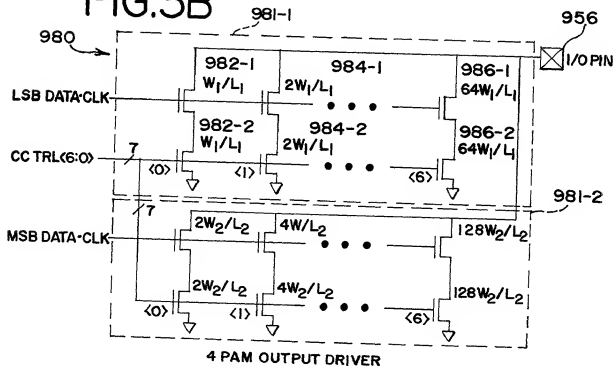 FIG.5B
981-1
956
980
I/O PIN
982-1
984-1
986-1
W₁/L₁
2W₁/L₁
64W₁/L₁
LSB DATA·CLK
982-2
984-2
986-2
W₁/L₁
2W₁/L₁
64W₁/L₁
CC TRL<6:0>
7
<0>
<1>
<6>
981-2
7
2W₂/L₂
4W/L₂
128W₂/L₂
MSB DATA·CLK
2W₂/L₂
4W₂/L₂
128W₂/L₂
<0>
<1>
<6>
4 PAM OUTPUT DRIVER